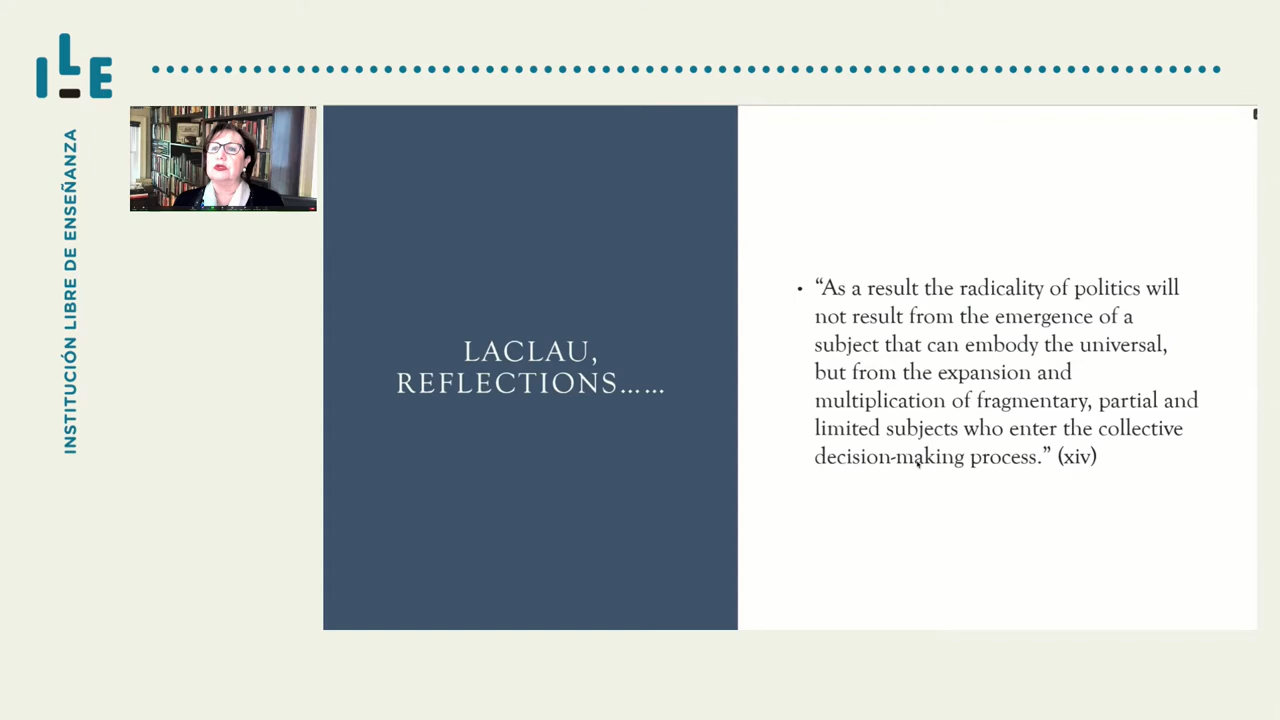 ILE
INSTITUCIÓN LIBRE DE ENSEÑANZA
LACLAU,
REFLECTIONS......
• “As a result the radicality of politics will
not result from the emergence of a
subject that can embody the universal,
but from the expansion and
multiplication of fragmentary, partial and
limited subjects who enter the collective
decision-making process.” (xiv)